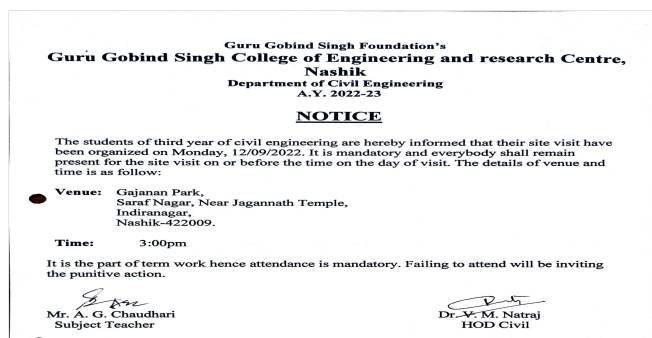 Guru Gobind Singh Foundation's
Guru Gobind Singh College of Engineering and research Centre,
Nashik
Department of Civil Engineering
A.Y. 2022-23
NOTICE
The students of third year of civil engineering are hereby informed that their site visit have
been organized on Monday, 12/09/2022. It is mandatory and everybody shall remain
present for the site visit on or before the time on the day of visit. The details of venue and
time is as follow:
Venue: Gajanan Park,
Saraf Nagar, Near Jagannath Temple,
Indiranagar,
Nashik-422009.
Time: 3:00pm
It is the part of term work hence attendance is mandatory. Failing to attend will be inviting
the punitive action.
Mr. A. G. Chaudhari
Subject Teacher
Dr. V. M. Natraj
HOD Civil